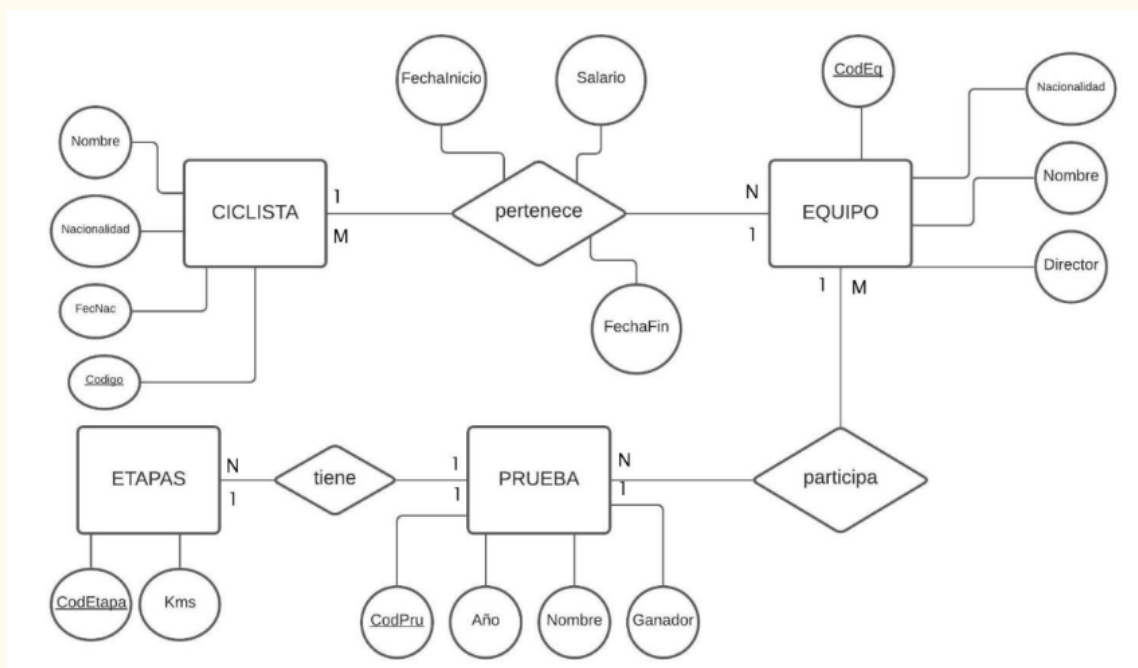 FechaInicio
Salario
CodEq
Nacionalidad
Nombre
Nombre
CICLISTA
1
M
pertenece
N
1
EQUIPO
Nacionalidad
Director
FecNac
FechaFin
1
M
Codigo
ETAPAS
N
1
tiene
1
1
PRUEBA
N
1
participa
CodEtapa
Kms
CodPru
Año
Nombre
Ganador